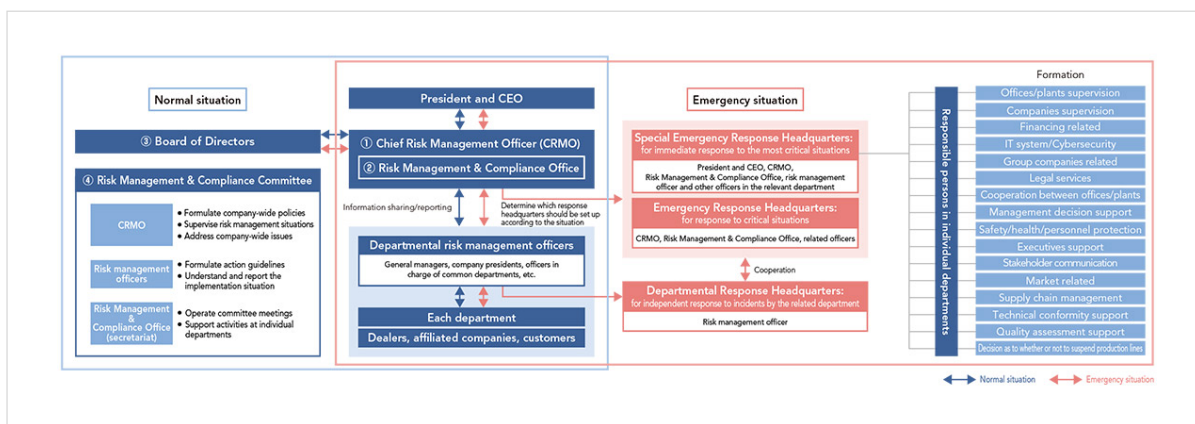 Normal situation
③ Board of Directors
④ Risk Management & Compliance Committee
CRMO
• Formulate company-wide policies
• Supervise risk management situations
• Address company-wide issues
Risk management
officers
• Formulate action guidelines
• Understand and report the
implementation situation
Risk Management
&
Compliance Office
(secretariat)
• Operate committee meetings
• Support activities at individual
departments
President and CEO
① Chief Risk Management Officer (CRMO)
② Risk Management & Compliance Office
Information sharing/reporting
Determine which response
headquarters should be set up
according to the situation
Departmental risk management officers
General managers, company presidents, officers in
charge of common departments, etc.
Each department
Dealers, affiliated companies, customers
Emergency situation
Special Emergency Response Headquarters:
for immediate response to the most critical situations
President and CEO, CRMO,
Risk Management & Compliance Office, risk management
officer and other officers in the relevant department
Emergency Response Headquarters:
for response to critical situations
CRMO, Risk Management & Compliance Office, related officers
Cooperation
Departmental Response Headquarters:
for independent response to incidents by the related department
Risk management officer
Responsible persons in individual departments
Formation
Offices/plants supervision
Companies supervision
Financing related
IT system/Cybersecurity
Group companies related
Legal services
Cooperation between offices/plants
Management decision support
Safety/health/personnel protection
Executives support
Stakeholder communication
Market related
Supply chain management
Technical conformity support
Quality assessment support
Decision as to whether or not to suspend production lines
Normal situation
Emergency situation